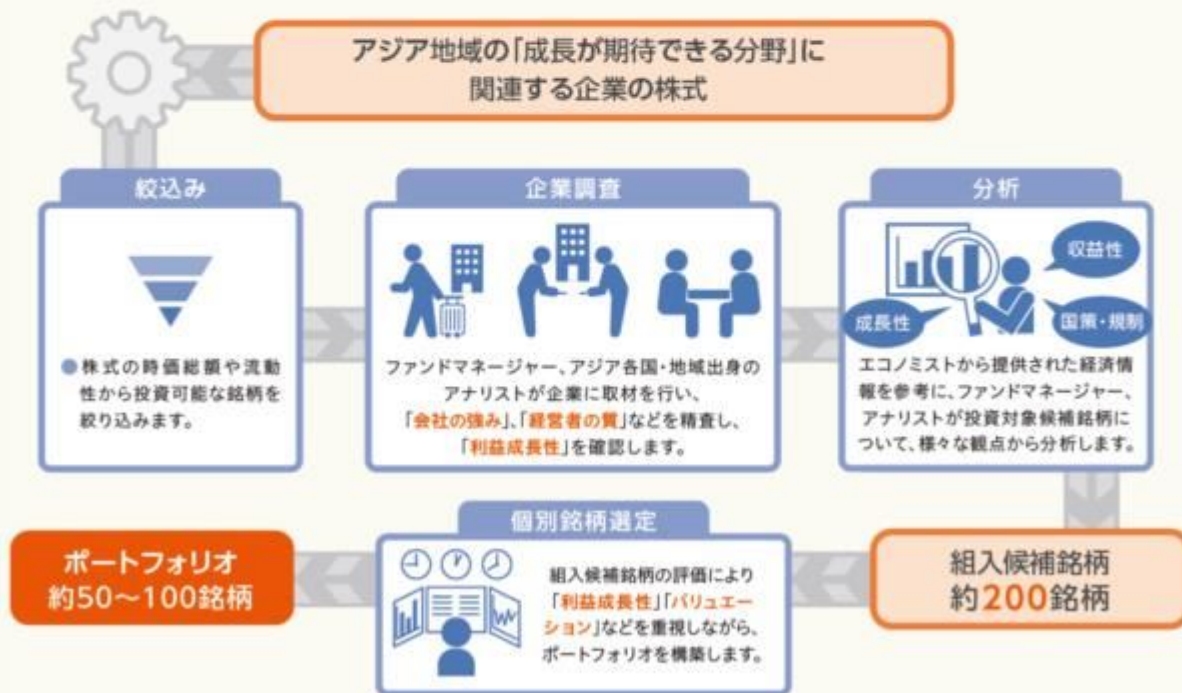 アジア地域の「成長が期待できる分野」に
関連する企業の株式
絞込み
●株式の時価総額や流動
性から投資可能な銘柄を
絞り込みます。
企業調査
ファンドマネージャー、アジア各国・地域出身の
アナリストが企業に取材を行い、
「会社の強み」、「経営者の質」などを精査し、
「利益成長性」を確認します。
分析
収益性
成長性
国策・規制
エコノミストから提供された経済情
報を参考に、ファンドマネージャー、
アナリストが投資対象候補銘柄に
ついて、様々な観点から分析します。
組入候補銘柄
約200銘柄
個別銘柄選定
組入候補銘柄の評価により
「利益成長性」「バリュエー
ション」などを重視しながら、
ポートフォリオを構築します。
ポートフォリオ
約50～100銘柄